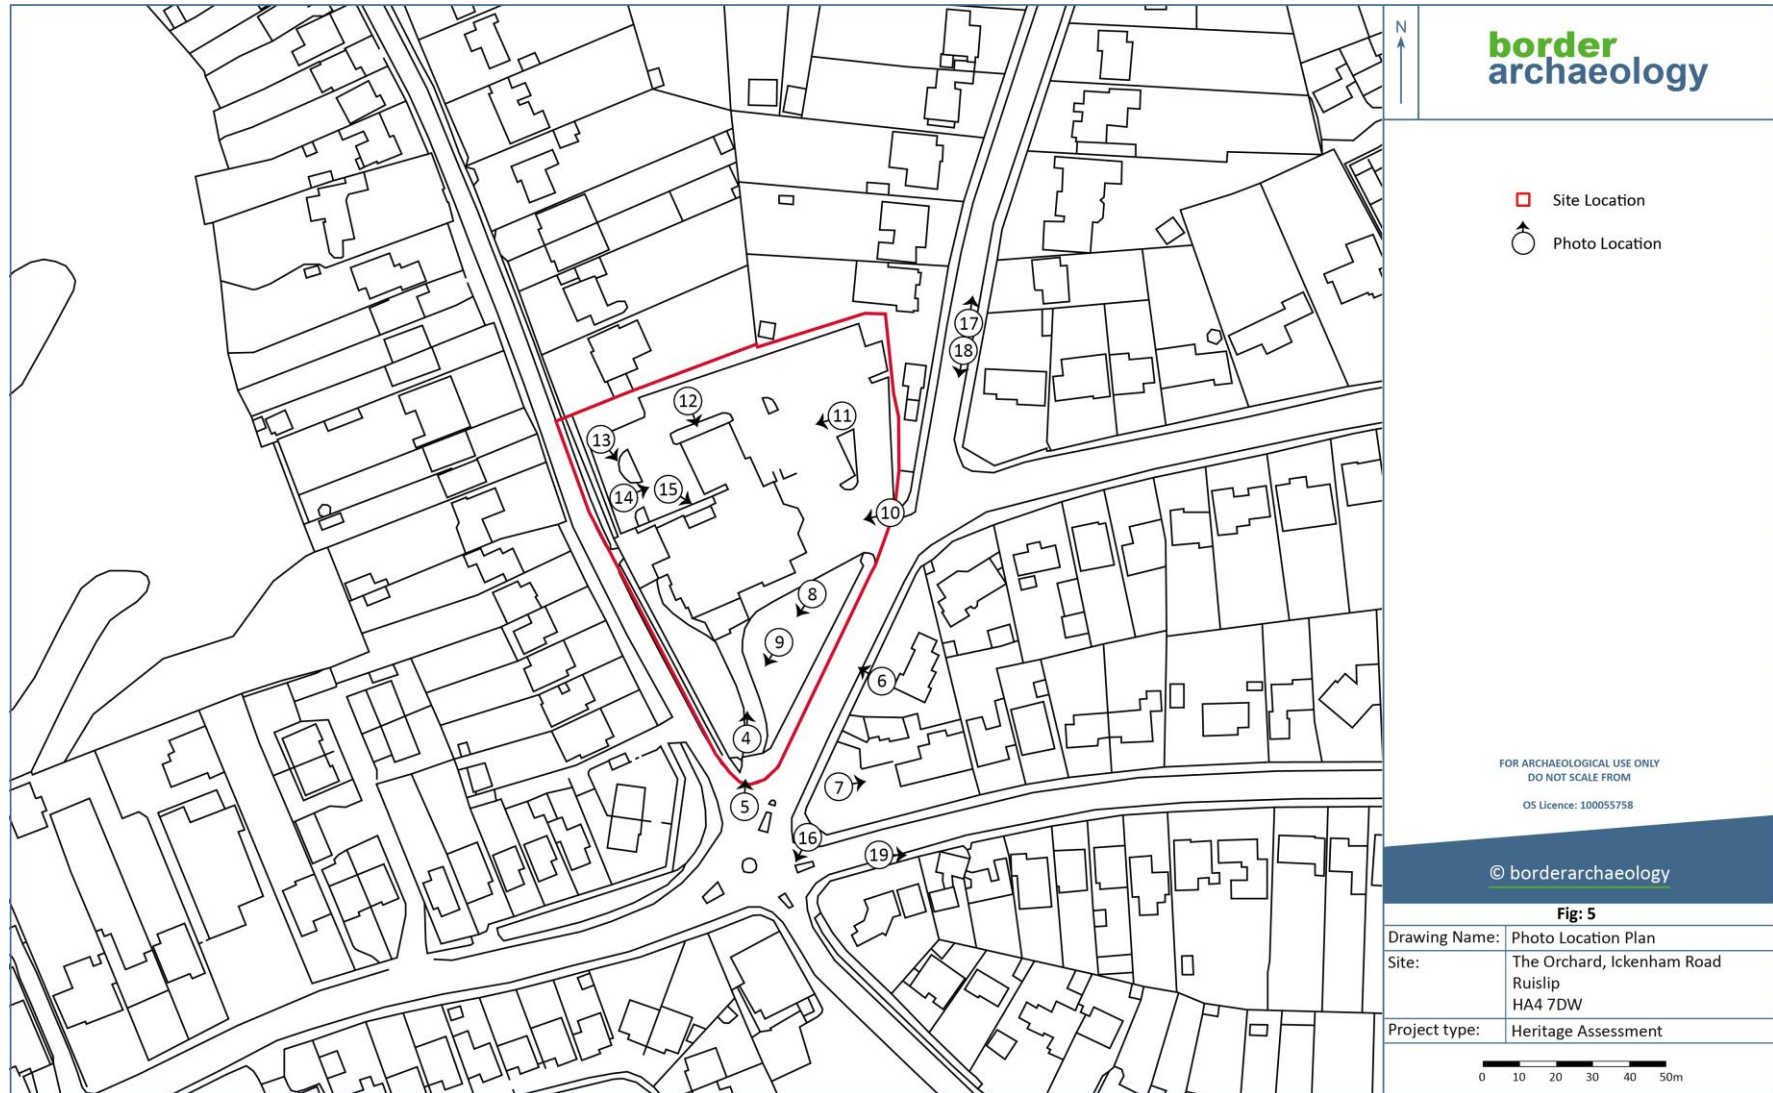 N
border
archaeology
Site Location
Photo Location
17
18
12
11
13
14
15
10
8
9
6
4
7
5
16
19
FOR ARCHAEOLOGICAL USE ONLY
DO NOT SCALE FROM
OS Licence: 100055758
© borderarchaeology
Fig: 5
Drawing Name: Photo Location Plan
Site: The Orchard, Ickenham Road
Ruislip
HA4 7DW
Project type: Heritage Assessment
0 10 20 30 40 50m